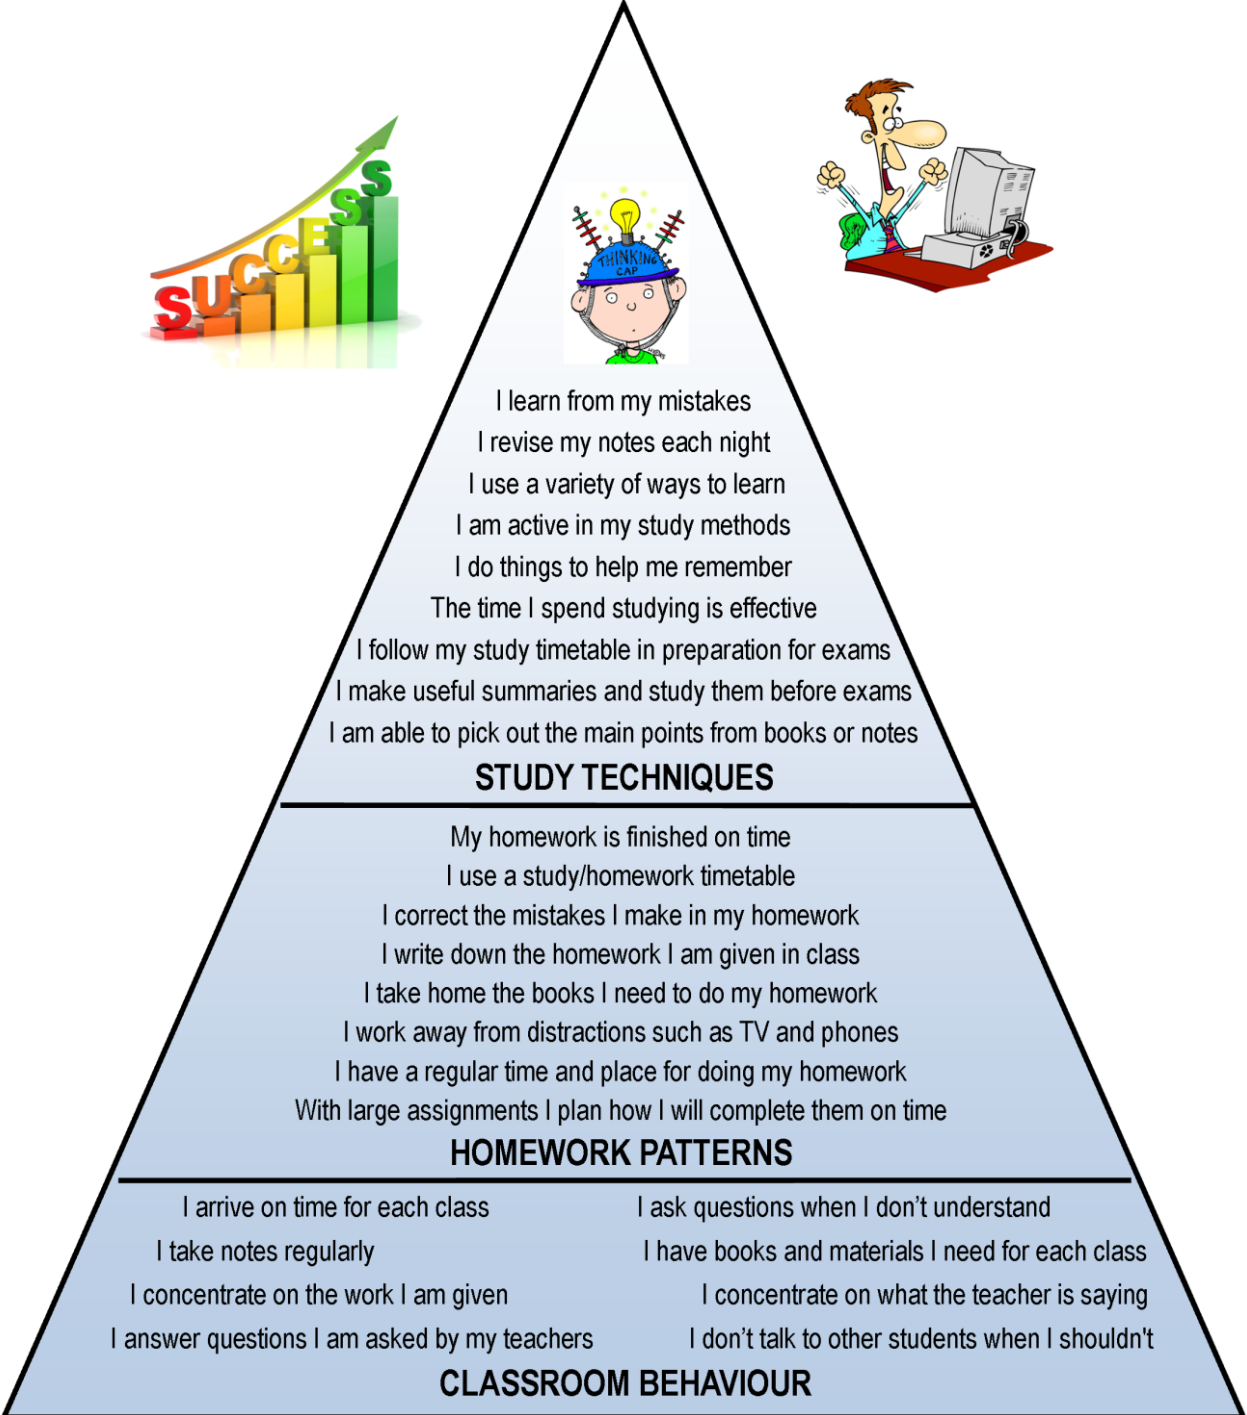 SUCCESS
THINKING
CAP
I learn from my mistakes
I revise my notes each night
I use a variety of ways to learn
I am active in my study methods
I do things to help me remember
The time I spend studying is effective
I follow my study timetable in preparation for exams
I make useful summaries and study them before exams
I am able to pick out the main points from books or notes
STUDY TECHNIQUES
My homework is finished on time
I use a study/homework timetable
I correct the mistakes I make in my homework
I write down the homework I am given in class
I take home the books I need to do my homework
I work away from distractions such as TV and phones
I have a regular time and place for doing my homework
With large assignments I plan how I will complete them on time
HOMEWORK PATTERNS
I arrive on time for each class
I ask questions when I don’t understand
I take notes regularly
I have books and materials I need for each class
I concentrate on the work I am given
I concentrate on what the teacher is saying
I answer questions I am asked by my teachers
I don’t talk to other students when I shouldn't
CLASSROOM BEHAVIOUR